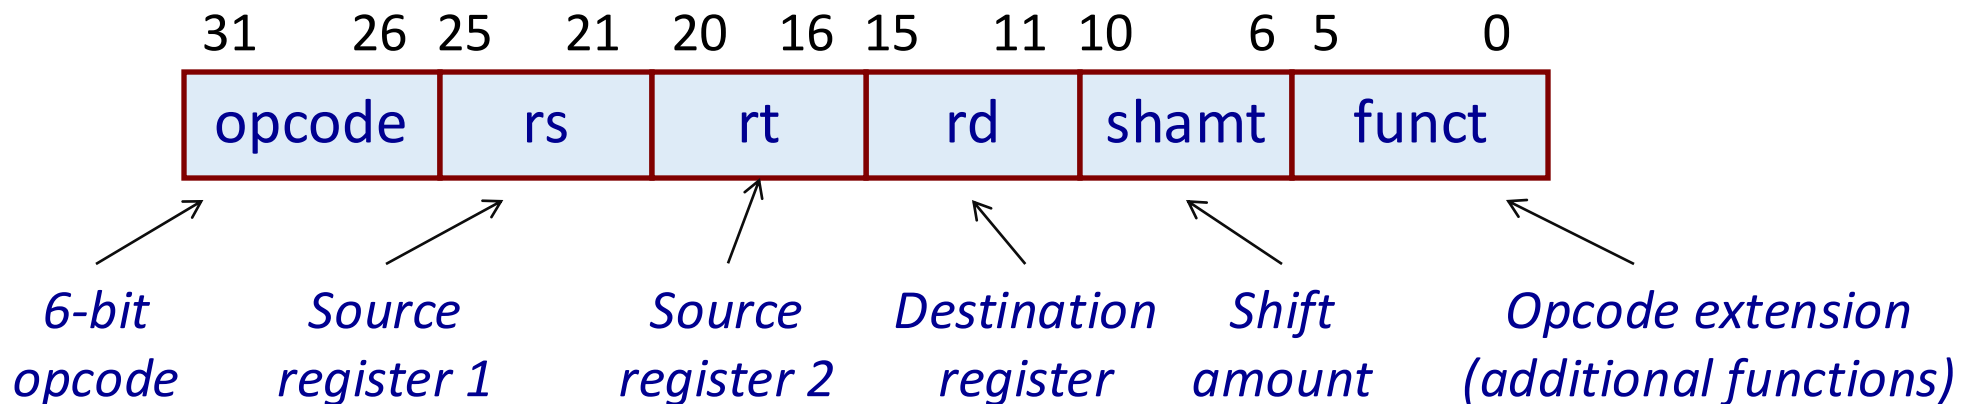 31 26 25 21 20 16 15 11 10 6 5 0
opcode rs rt rd shamt funct
6-bit Source Source Destination Shift Opcode extension
opcode register 1 register 2 register amount (additional functions)